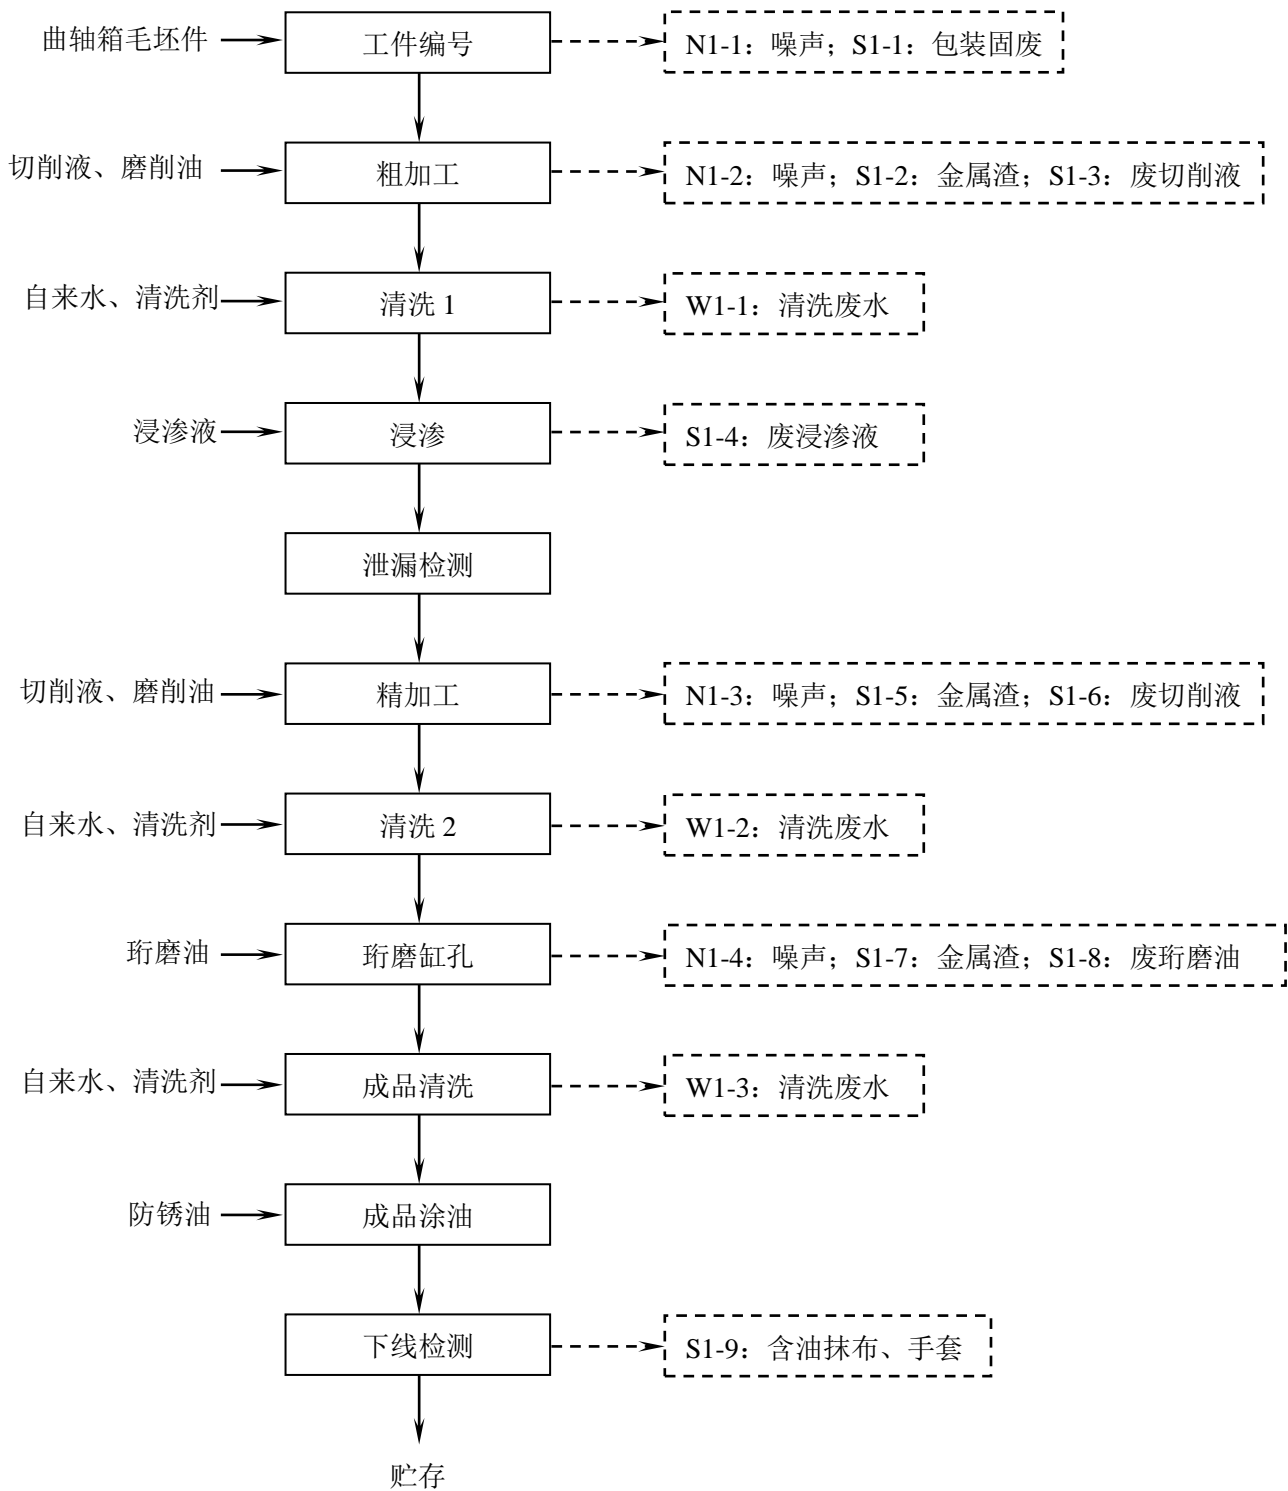 曲轴箱毛坯件
工件编号
N1-1：噪声；S1-1：包装固废
切削液、磨削油
粗加工
N1-2：噪声；S1-2：金属渣；S1-3：废切削液
自来水、清洗剂
清洗 1
W1-1：清洗废水
浸渗液
浸渗
S1-4：废浸渗液
泄漏检测
切削液、磨削油
精加工
N1-3：噪声；S1-5：金属渣；S1-6：废切削液
自来水、清洗剂
清洗 2
W1-2：清洗废水
珩磨油
珩磨缸孔
N1-4：噪声；S1-7：金属渣；S1-8：废珩磨油
自来水、清洗剂
成品清洗
W1-3：清洗废水
防锈油
成品涂油
下线检测
S1-9：含油抹布、手套
贮存